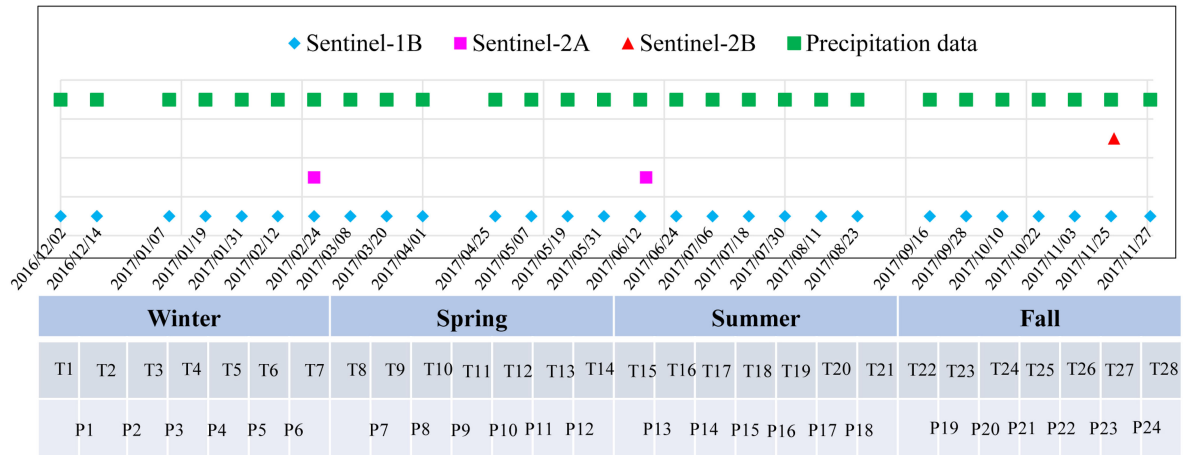 Sentinel-1B Sentinel-2A Sentinel-2B Precipitation data
2016/12/02 2016/12/14 2017/01/07 2017/01/19 2017/01/31 2017/02/12 2017/02/24 2017/03/08 2017/03/20 2017/04/01 2017/04/25 2017/05/07 2017/05/19 2017/05/31 2017/06/12 2017/06/24 2017/07/06 2017/07/18 2017/07/30 2017/08/11 2017/08/23 2017/09/16 2017/09/28 2017/10/10 2017/10/22 2017/11/03 2017/11/25 2017/11/27
Winter Spring Summer Fall
T1 T2 T3 T4 T5 T6 T7 T8 T9 T10 T11 T12 T13 T14 T15 T16 T17 T18 T19 T20 T21 T22 T23 T24 T25 T26 T27 T28
P1 P2 P3 P4 P5 P6 P7 P8 P9 P10 P11 P12 P13 P14 P15 P16 P17 P18 P19 P20 P21 P22 P23 P24